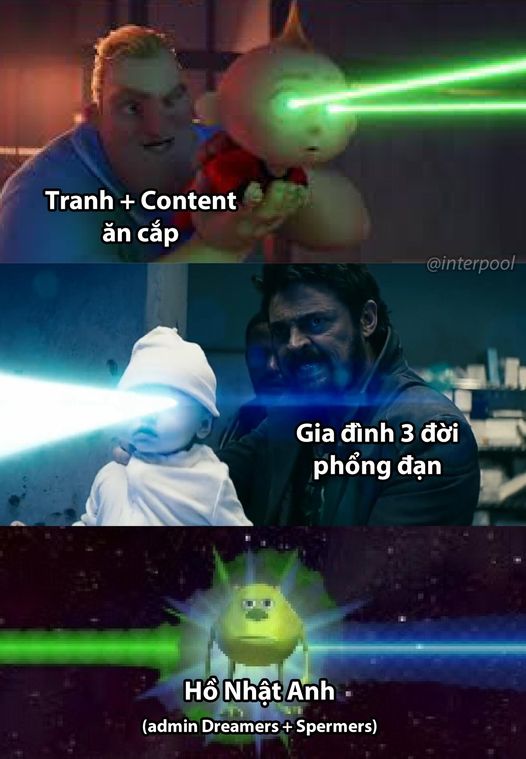 Tranh + Content
ăn cắp
@interpool
Gia đình 3 đời
phổng đạn
Hồ Nhật Anh
(admin Dreamers + Spermers)